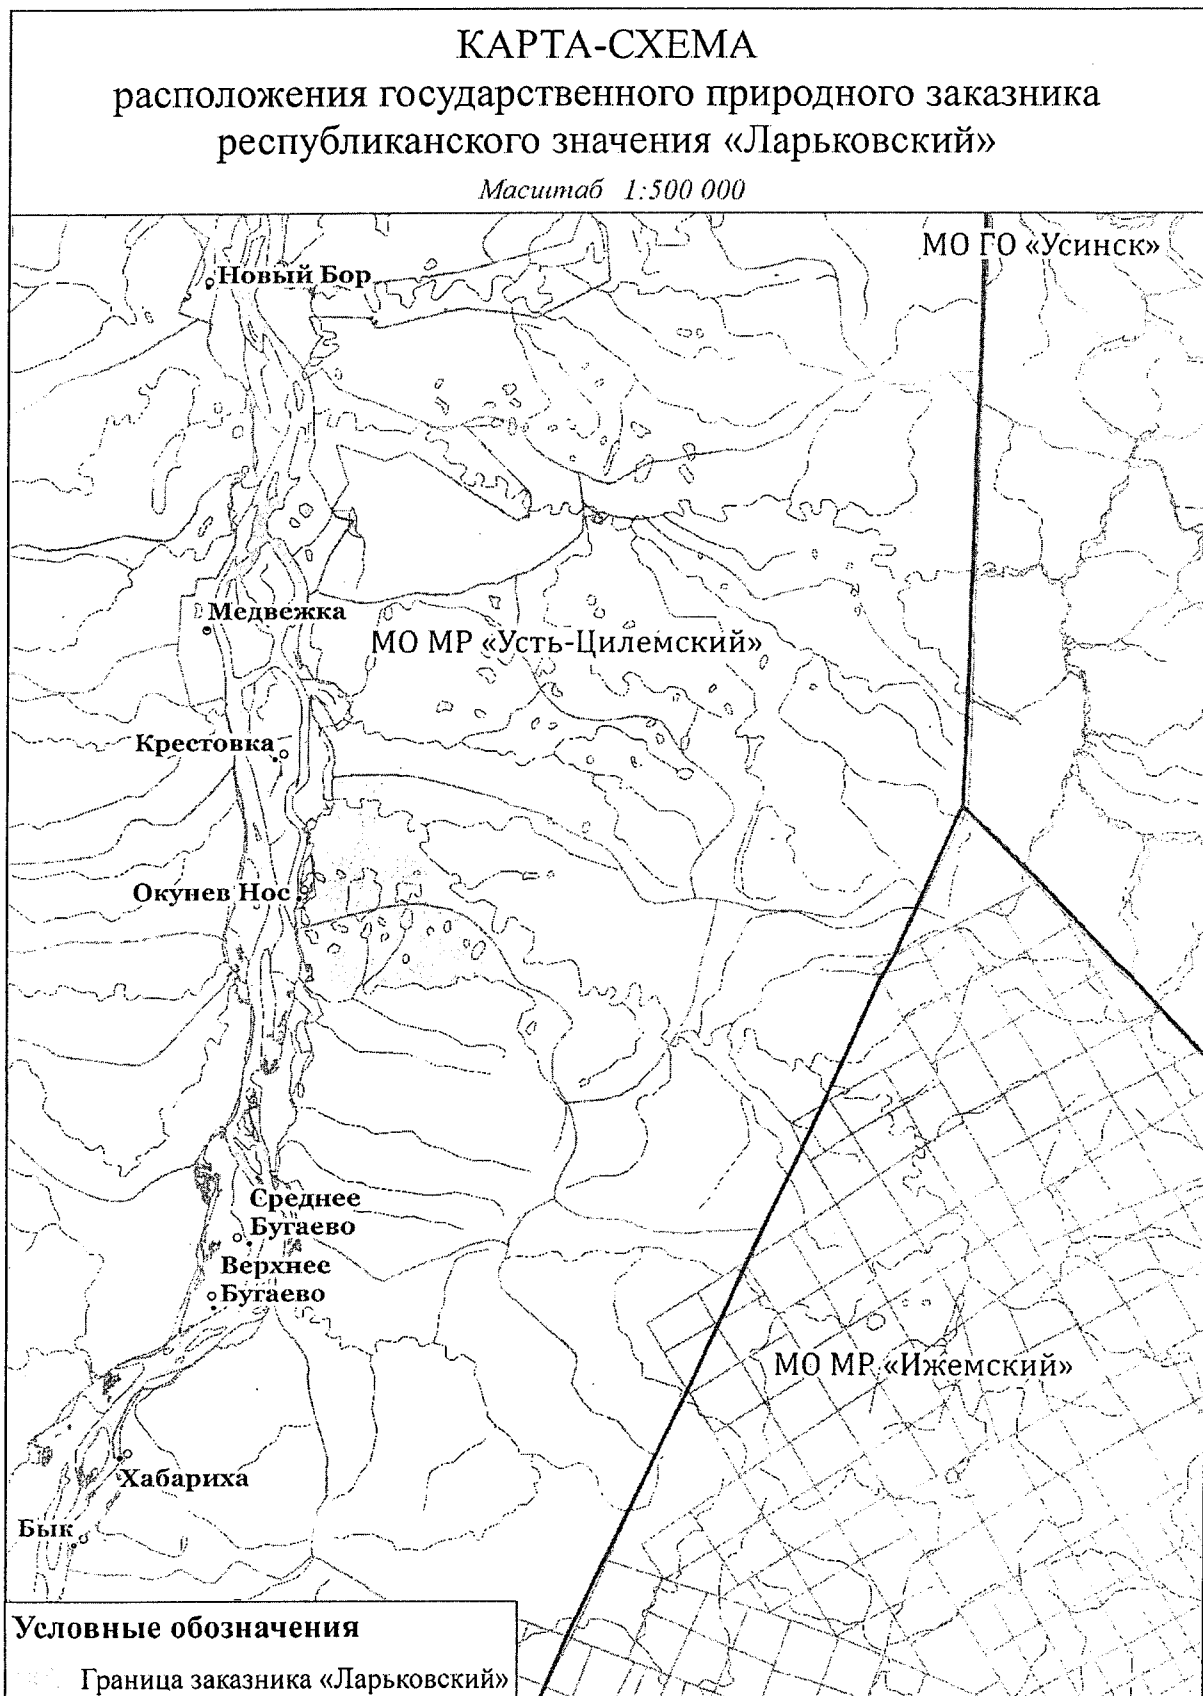 КАРТА-СХЕМА
расположения государственного природного заказника
республиканского значения «Ларьковский»
Масштаб 1:500 000
МО ГО «Усинск»
Новый Бор
Медвежка
МО МР «Усть-Цилемский»
Крестовка
Окунев Нос
Среднее
Бугаево
Верхнее
Бугаево
МО МР «Ижемский»
Хабариха
Бык
Условные обозначения
Граница заказника «Ларьковский»